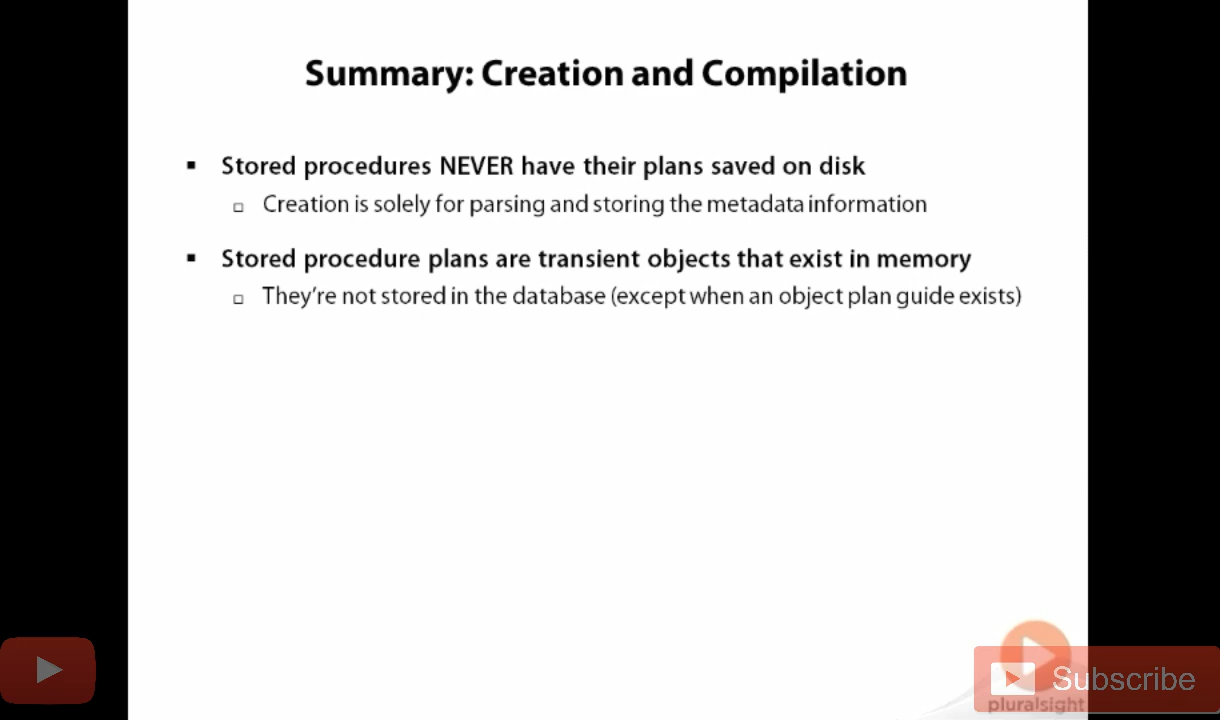 Summary: Creation and Compilation
▪ Stored procedures NEVER have their plans saved on disk
▫ Creation is solely for parsing and storing the metadata information
▪ Stored procedure plans are transient objects that exist in memory
▫ They're not stored in the database (except when an object plan guide exists)
Subscribe
pluralsight